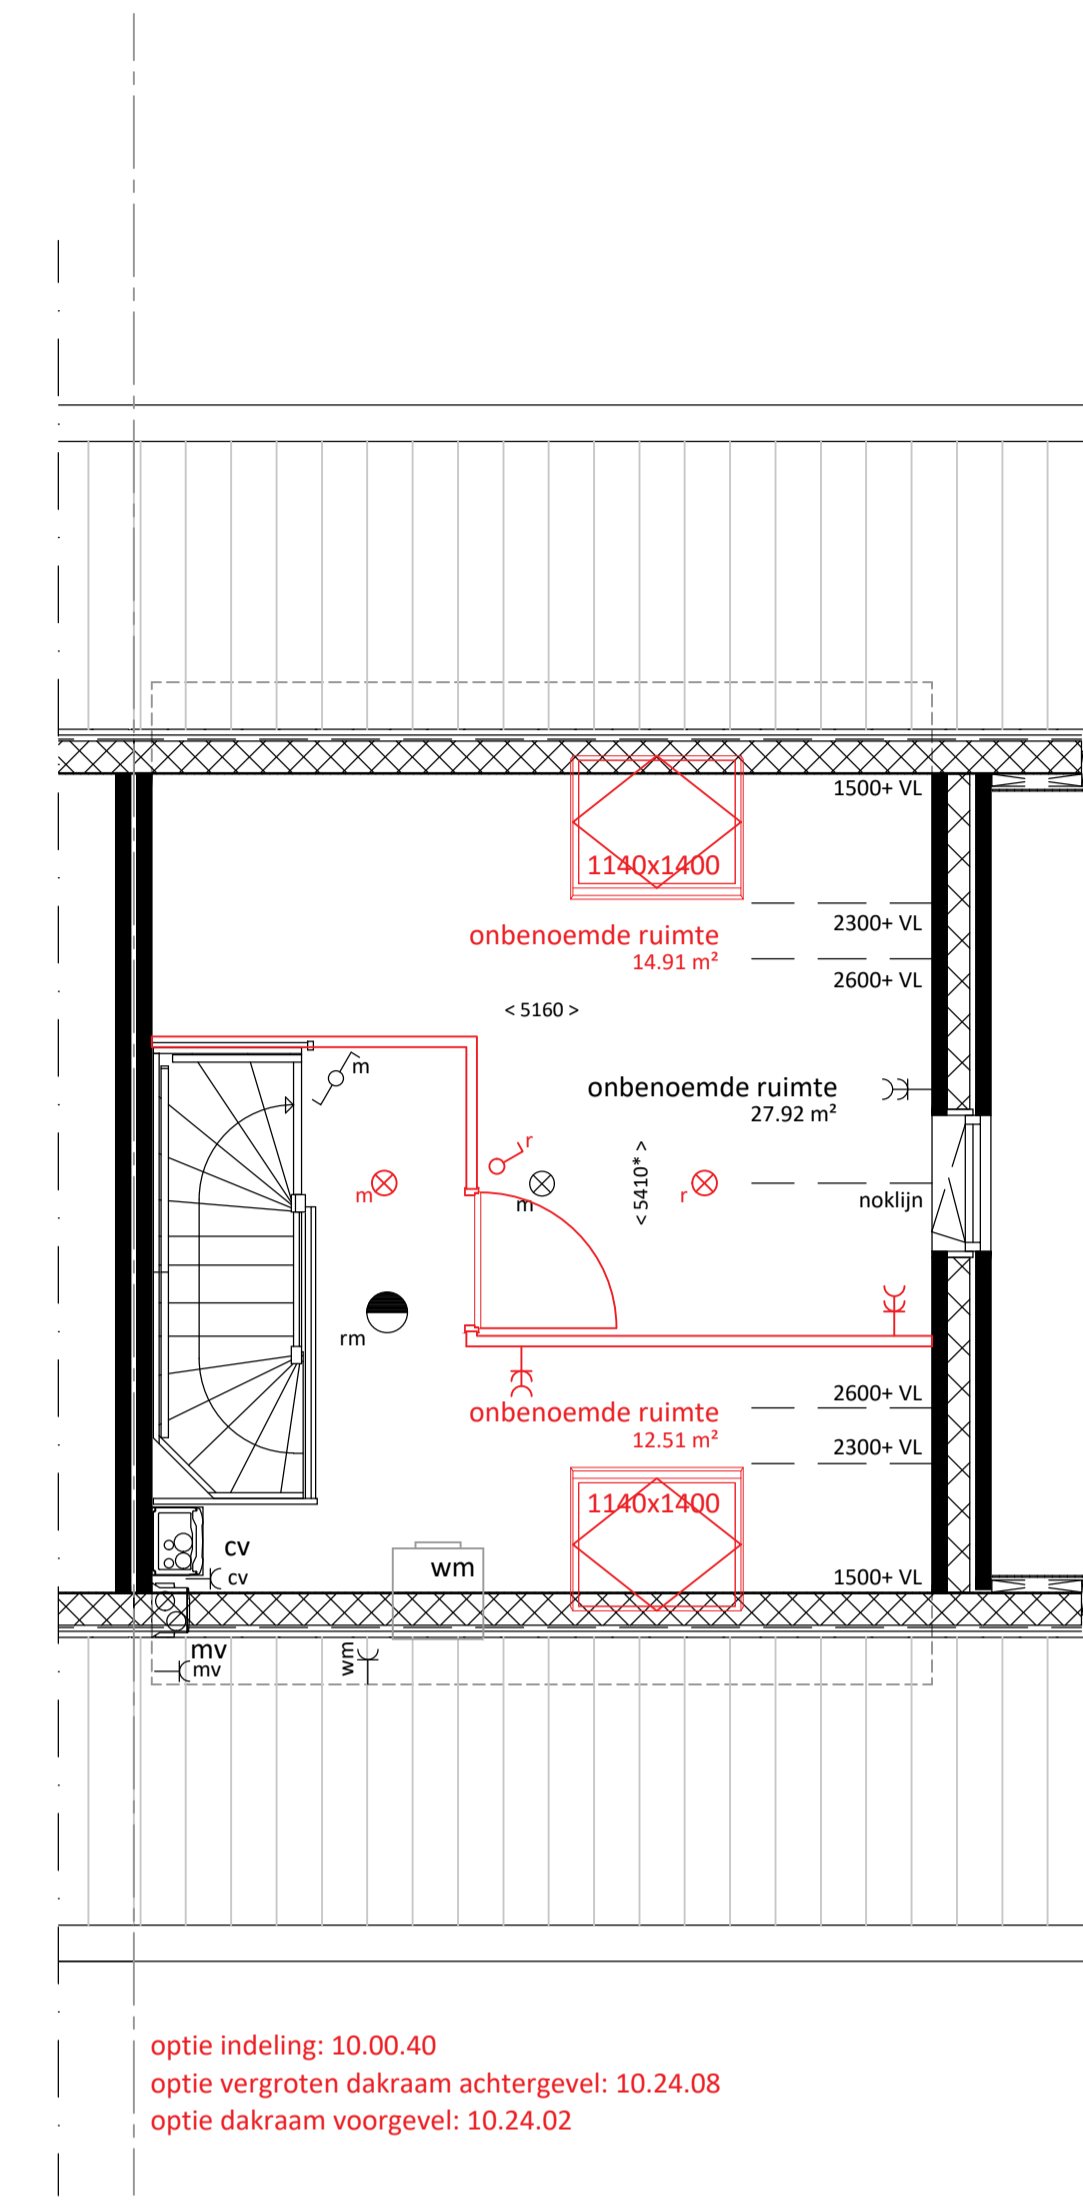 1500+ VL
1140x1400
2300+ VL
onbenoemde ruimte
14.91 m²
2600+ VL
< 5160 >
m
onbenoemde ruimte
27.92 m²
r
< 5410* >
m
m
r
noklijn
rm
2600+ VL
onbenoemde ruimte
12.51 m²
2300+ VL
1140x1400
cv
cv
wm
1500+ VL
mv
mv
wm
optie indeling: 10.00.40
optie vergroten dakraam achtergevel: 10.24.08
optie dakraam voorgevel: 10.24.02